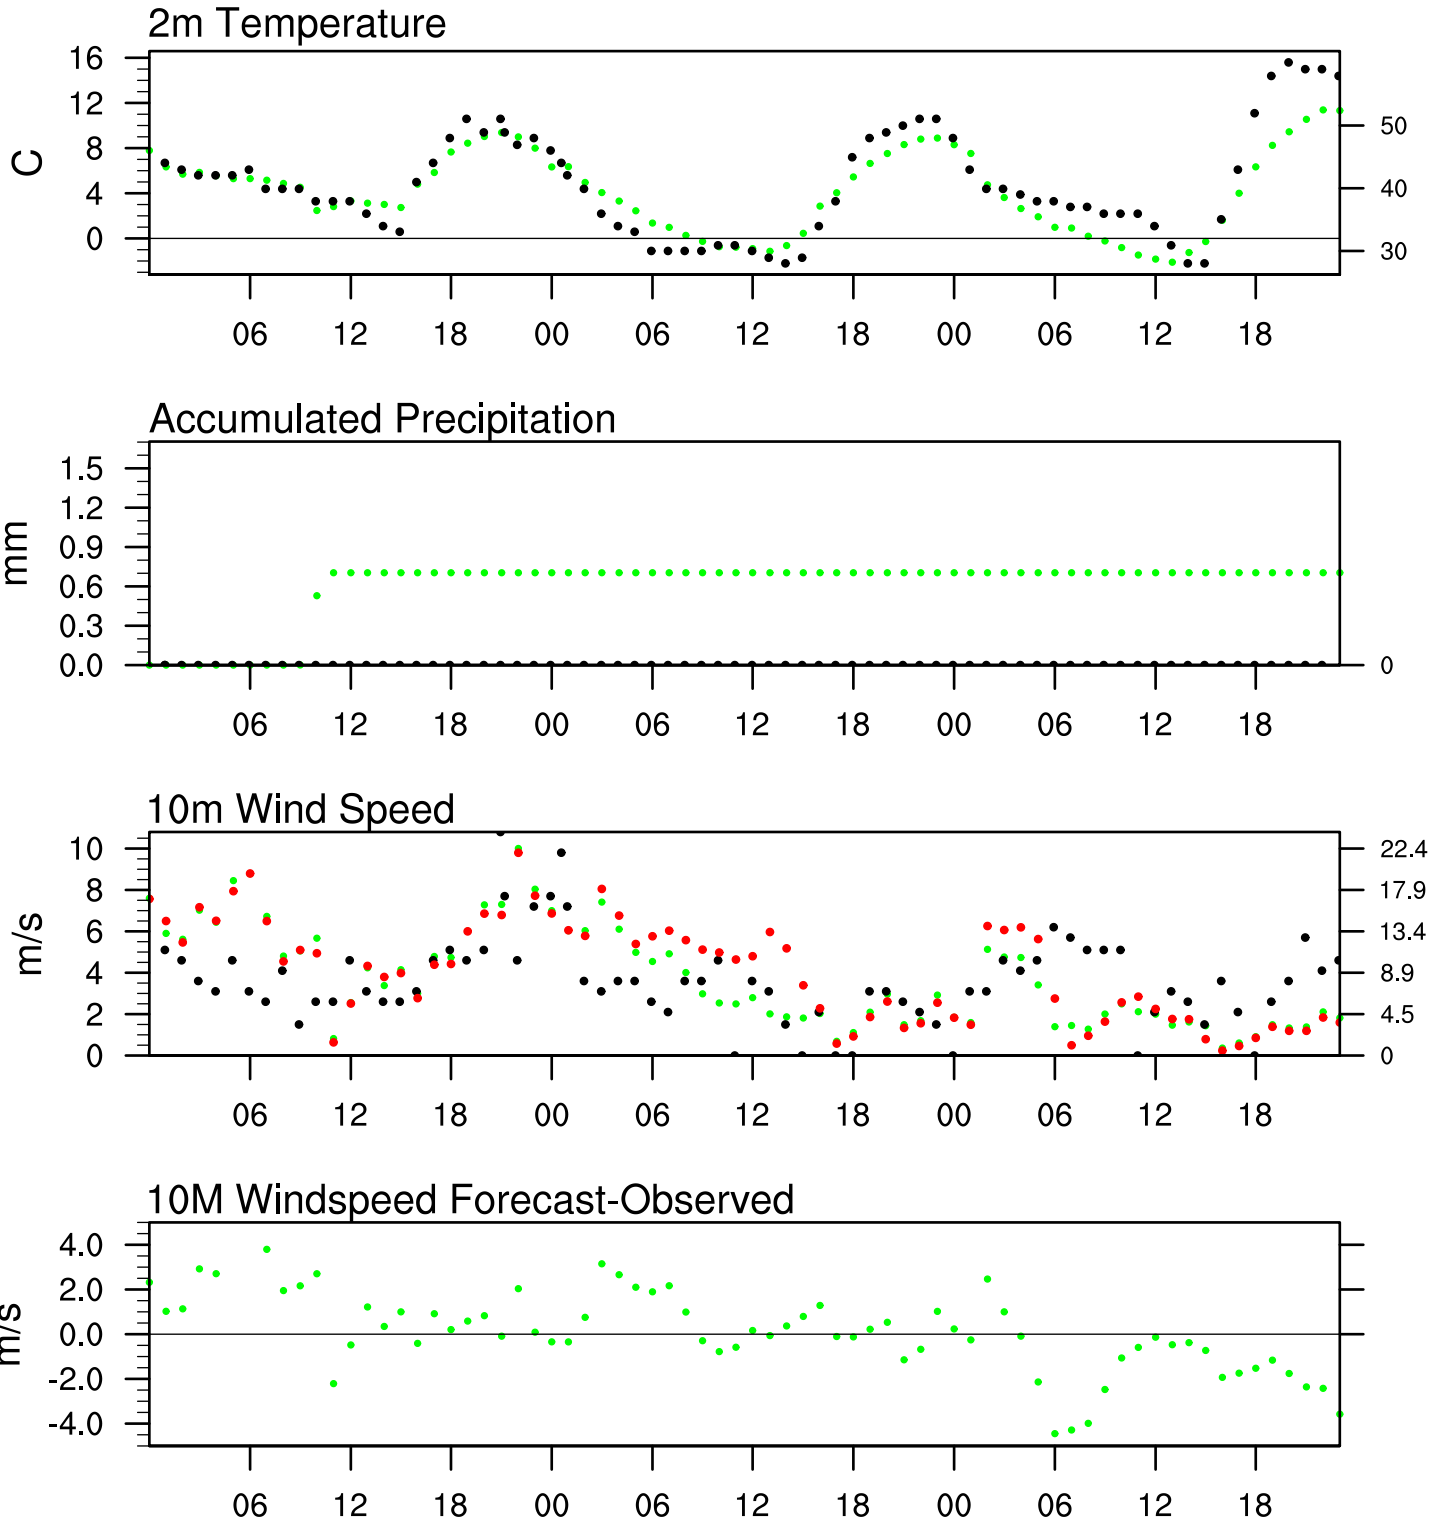 2m Temperature
16
12
8
4
0
C
50
40
30
06 12 18 00 06 12 18 00 06 12 18
Accumulated Precipitation
1.5
1.2
0.9
0.6
0.3
0.0
mm
0
06 12 18 00 06 12 18 00 06 12 18
10m Wind Speed
10
8
6
4
2
0
m/s
22.4
17.9
13.4
8.9
4.5
0
06 12 18 00 06 12 18 00 06 12 18
10M Windspeed Forecast-Observed
4.0
2.0
0.0
-2.0
-4.0
m/s
06 12 18 00 06 12 18 00 06 12 18